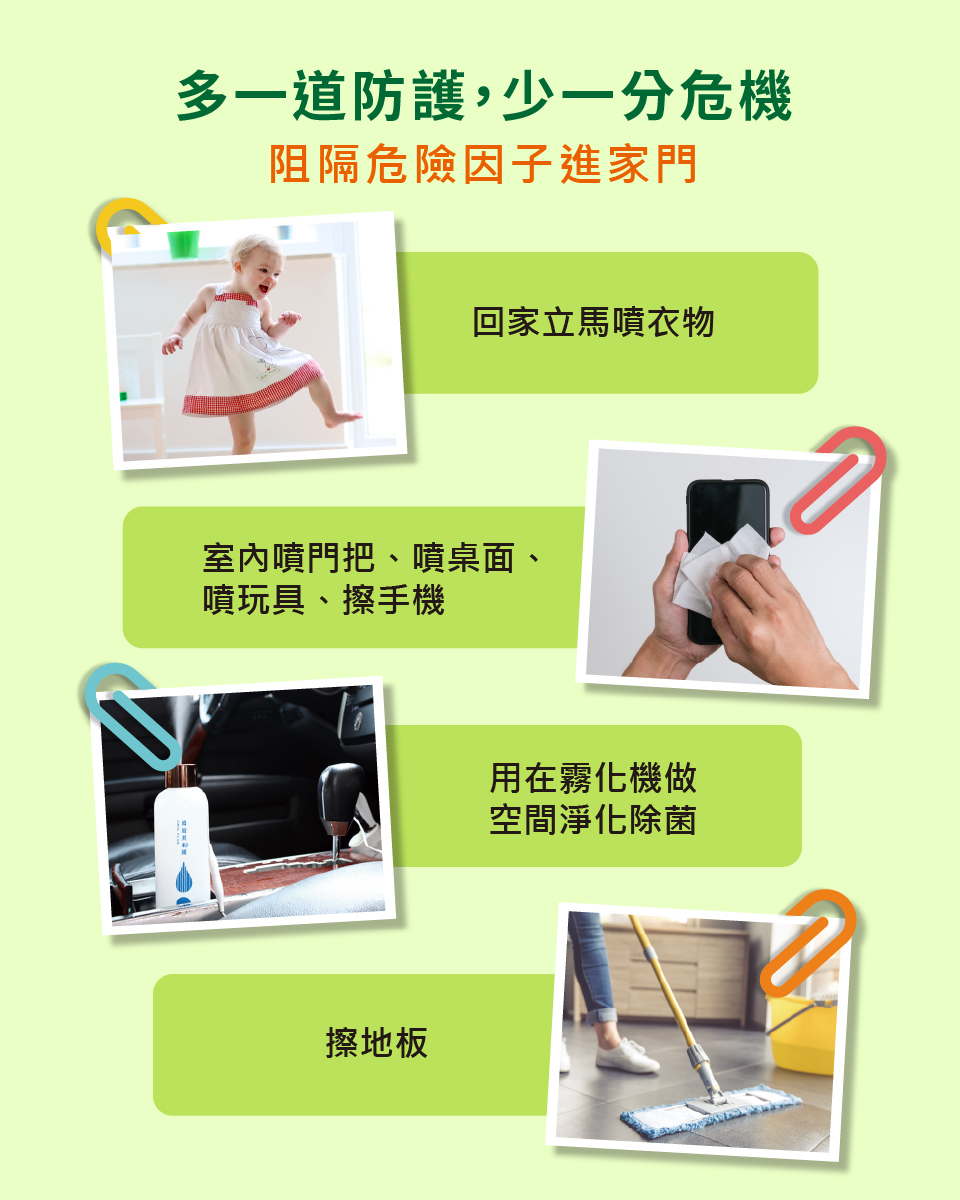 多一道防護，少一分危機
阻隔危險因子進家門
回家立馬噴衣物
室內噴門把、噴桌面、
噴玩具、擦手機
用在霧化機做
空間淨化除菌
擦地板